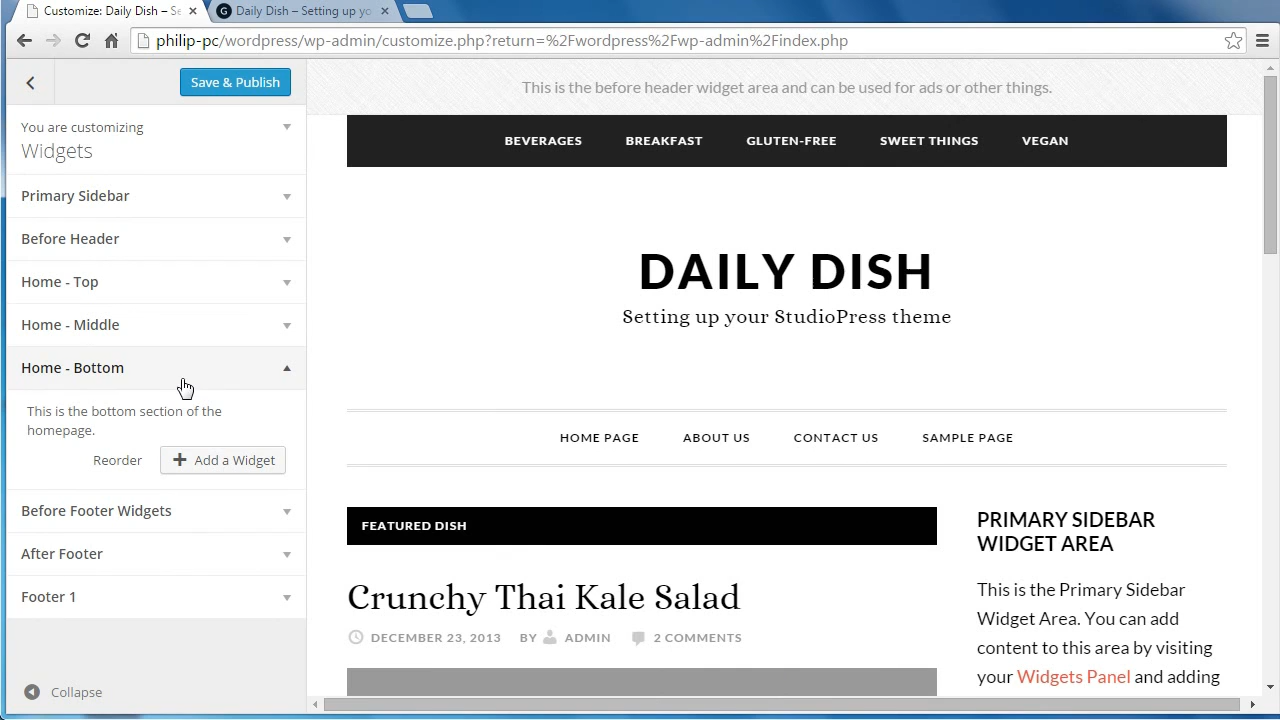 Customize: Daily Dish – Se
Daily Dish – Setting up yo
philip-pc/wordpress/wp-admin/customize.php?return=%2Fwordpress%2Fwp-admin%2Findex.php
Save & Publish
You are customizing
Widgets
Primary Sidebar
Before Header
Home - Top
Home - Middle
Home - Bottom
This is the bottom section of the
homepage.
Reorder
Add a Widget
Before Footer Widgets
After Footer
Footer 1
Collapse
This is the before header widget area and can be used for ads or other things.
BEVERAGES BREAKFAST GLUTEN-FREE SWEET THINGS VEGAN
DAILY DISH
Setting up your StudioPress theme
HOME PAGE ABOUT US CONTACT US SAMPLE PAGE
FEATURED DISH
Crunchy Thai Kale Salad
DECEMBER 23, 2013 BY ADMIN 2 COMMENTS
PRIMARY SIDEBAR
WIDGET AREA
This is the Primary Sidebar
Widget Area. You can add
content to this area by visiting
your Widgets Panel and adding